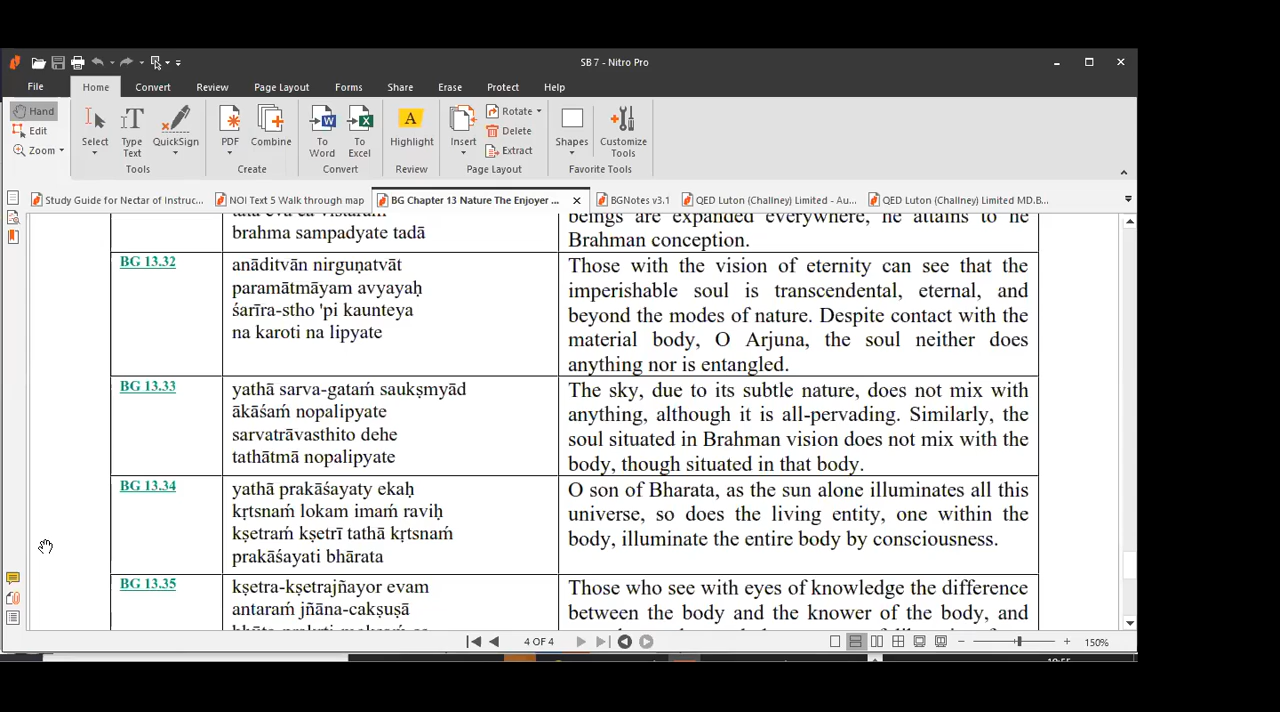 SB 7 - Nitro Pro
File Home Convert Review Page Layout Forms Share Erase Protect Help
Hand
Edit
Zoom
Select
Type Text
QuickSign
Tools
PDF
Combine
Create
To Word
To Excel
Convert
Highlight
Review
Insert
Rotate
Delete
Extract
Page Layout
Shapes
Customize Tools
Favorite Tools
Study Guide for Nectar of Instruc...
NOI Text 5 Walk through map
BG Chapter 13 Nature The Enjoyer ...
BGNotes v3.1
QED Luton (Challney) Limited - Au...
QED Luton (Challney) Limited MD.B...
brahma sampadyate tadā
beings are expanded everywhere, he attains to he
Brahman conception.
BG 13.32
anāditvān nirguṇatvāt
paramātmāyam avyayaḥ
śarīra-stho 'pi kaunteya
na karoti na lipyate
Those with the vision of eternity can see that the
imperishable soul is transcendental, eternal, and
beyond the modes of nature. Despite contact with the
material body, O Arjuna, the soul neither does
anything nor is entangled.
BG 13.33
yathā sarva-gataṁ saukṣmyād
ākāśaṁ nopalipyate
sarvatrāvasthito dehe
tathātmā nopalipyate
The sky, due to its subtle nature, does not mix with
anything, although it is all-pervading. Similarly, the
soul situated in Brahman vision does not mix with the
body, though situated in that body.
BG 13.34
yathā prakāśayaty ekaḥ
kṛtsnaṁ lokam imaṁ raviḥ
kṣetraṁ kṣetrī tathā kṛtsnaṁ
prakāśayati bhārata
O son of Bharata, as the sun alone illuminates all this
universe, so does the living entity, one within the
body, illuminate the entire body by consciousness.
BG 13.35
kṣetra-kṣetrajñayor evam
antaraṁ jñāna-cakṣuṣā
Those who see with eyes of knowledge the difference
between the body and the knower of the body, and
4 OF 4
150%